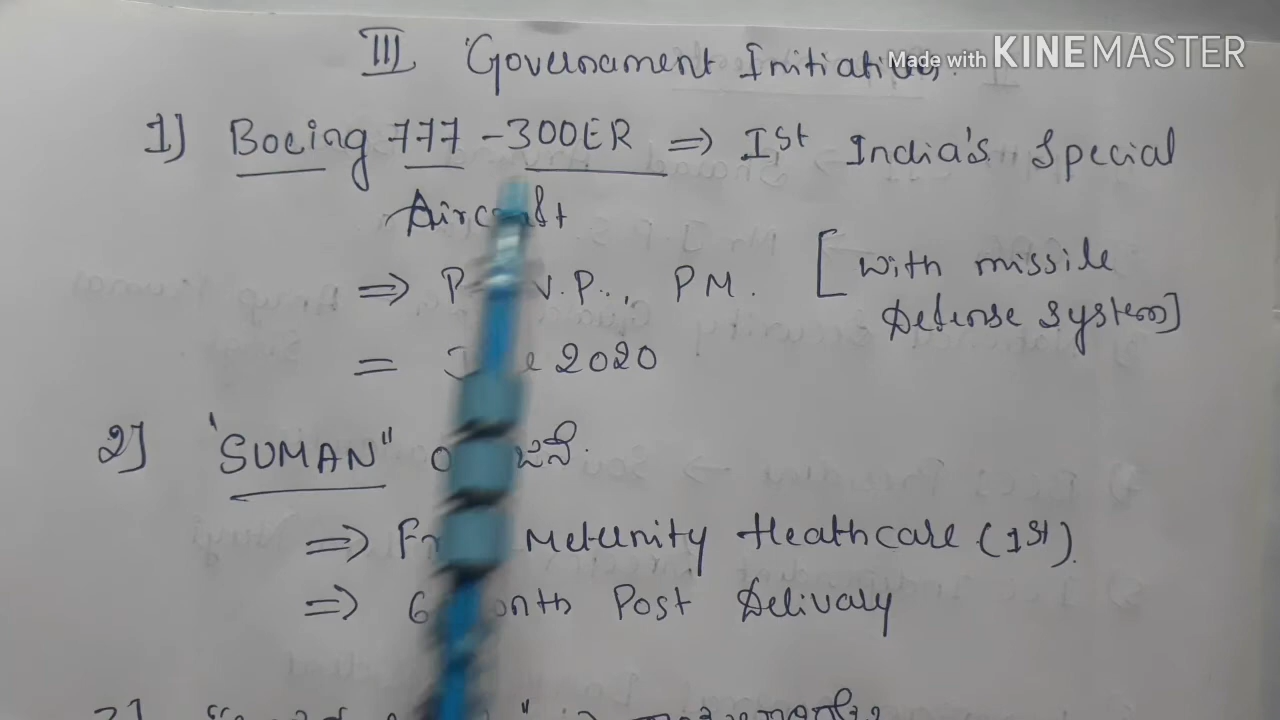 Made with KINEMASTER
III Government Initiatives.
1] Boeing 777-300ER ⇒ Ist India's Special
Aircraft
⇒ P V.P., PM. [with missile
Defense system]
= 2020
2] "SUMAN"
⇒ Metunity Heathcare (1st).
⇒ 6 Post Delivary